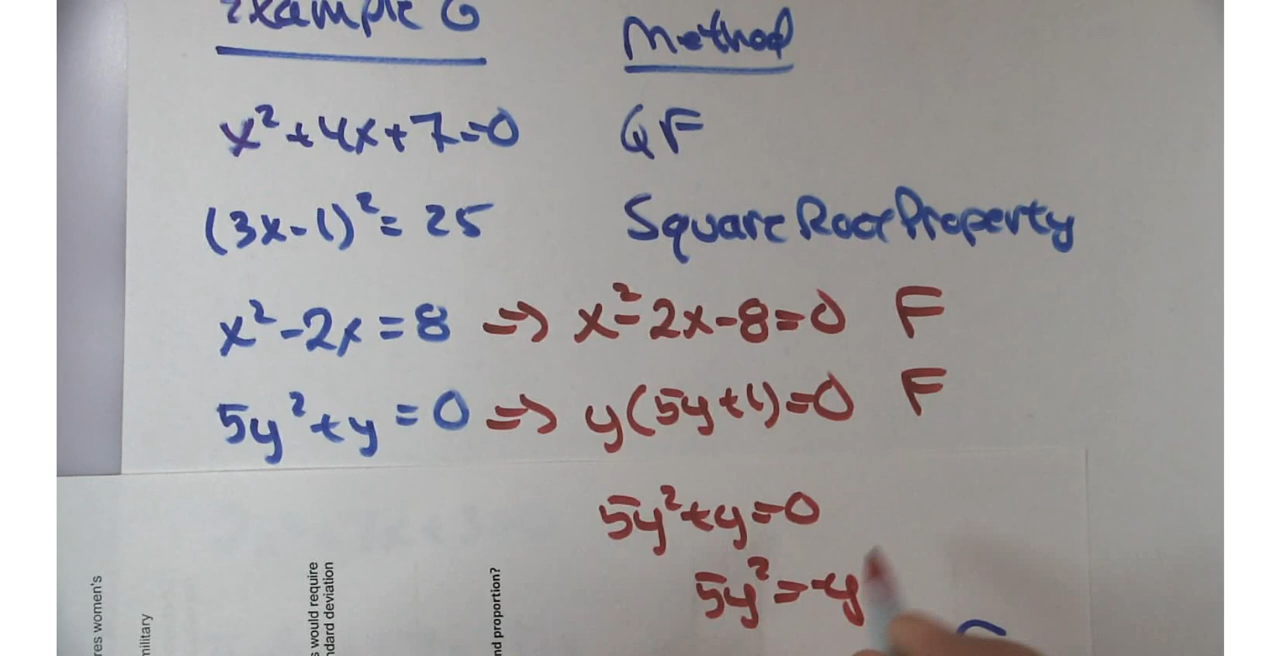 Example 6 Method
x²+4x+7=0 QF
(3x-1)²= 25 Square Root Property
x²-2x=8 => x²-2x-8=0 F
5y²+y=0 => y(5y+1)=0 F
5y²+y=0
5y²=-y
res women's
military
s would require
ndard deviation
nd proportion?